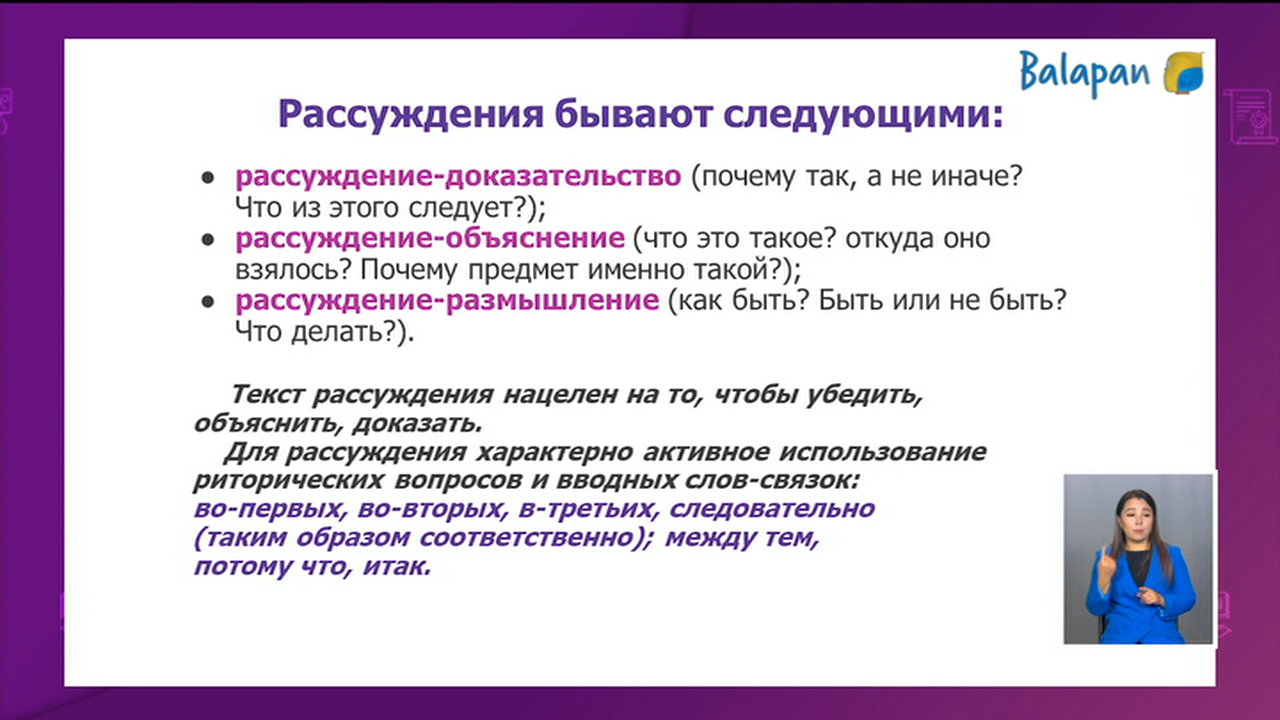 Balapan
Рассуждения бывают следующими:
● рассуждение-доказательство (почему так, а не иначе?
Что из этого следует?);
● рассуждение-объяснение (что это такое? откуда оно
взялось? Почему предмет именно такой?);
● рассуждение-размышление (как быть? Быть или не быть?
Что делать?).
Текст рассуждения нацелен на то, чтобы убедить,
объяснить, доказать.
Для рассуждения характерно активное использование
риторических вопросов и вводных слов-связок:
во-первых, во-вторых, в-третьих, следовательно
(таким образом соответственно); между тем,
потому что, итак.